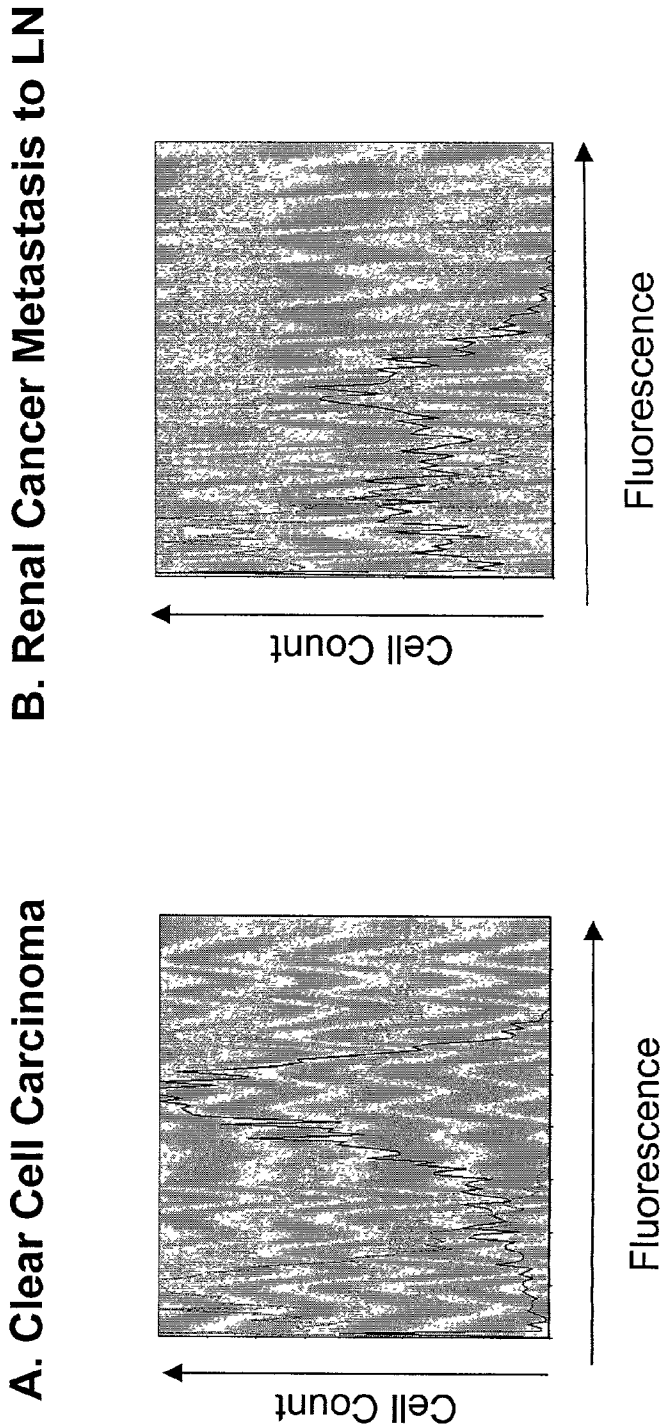 A. Clear Cell Carcinoma
Cell Count
Fluorescence
B. Renal Cancer Metastasis to LN
Cell Count
Fluorescence